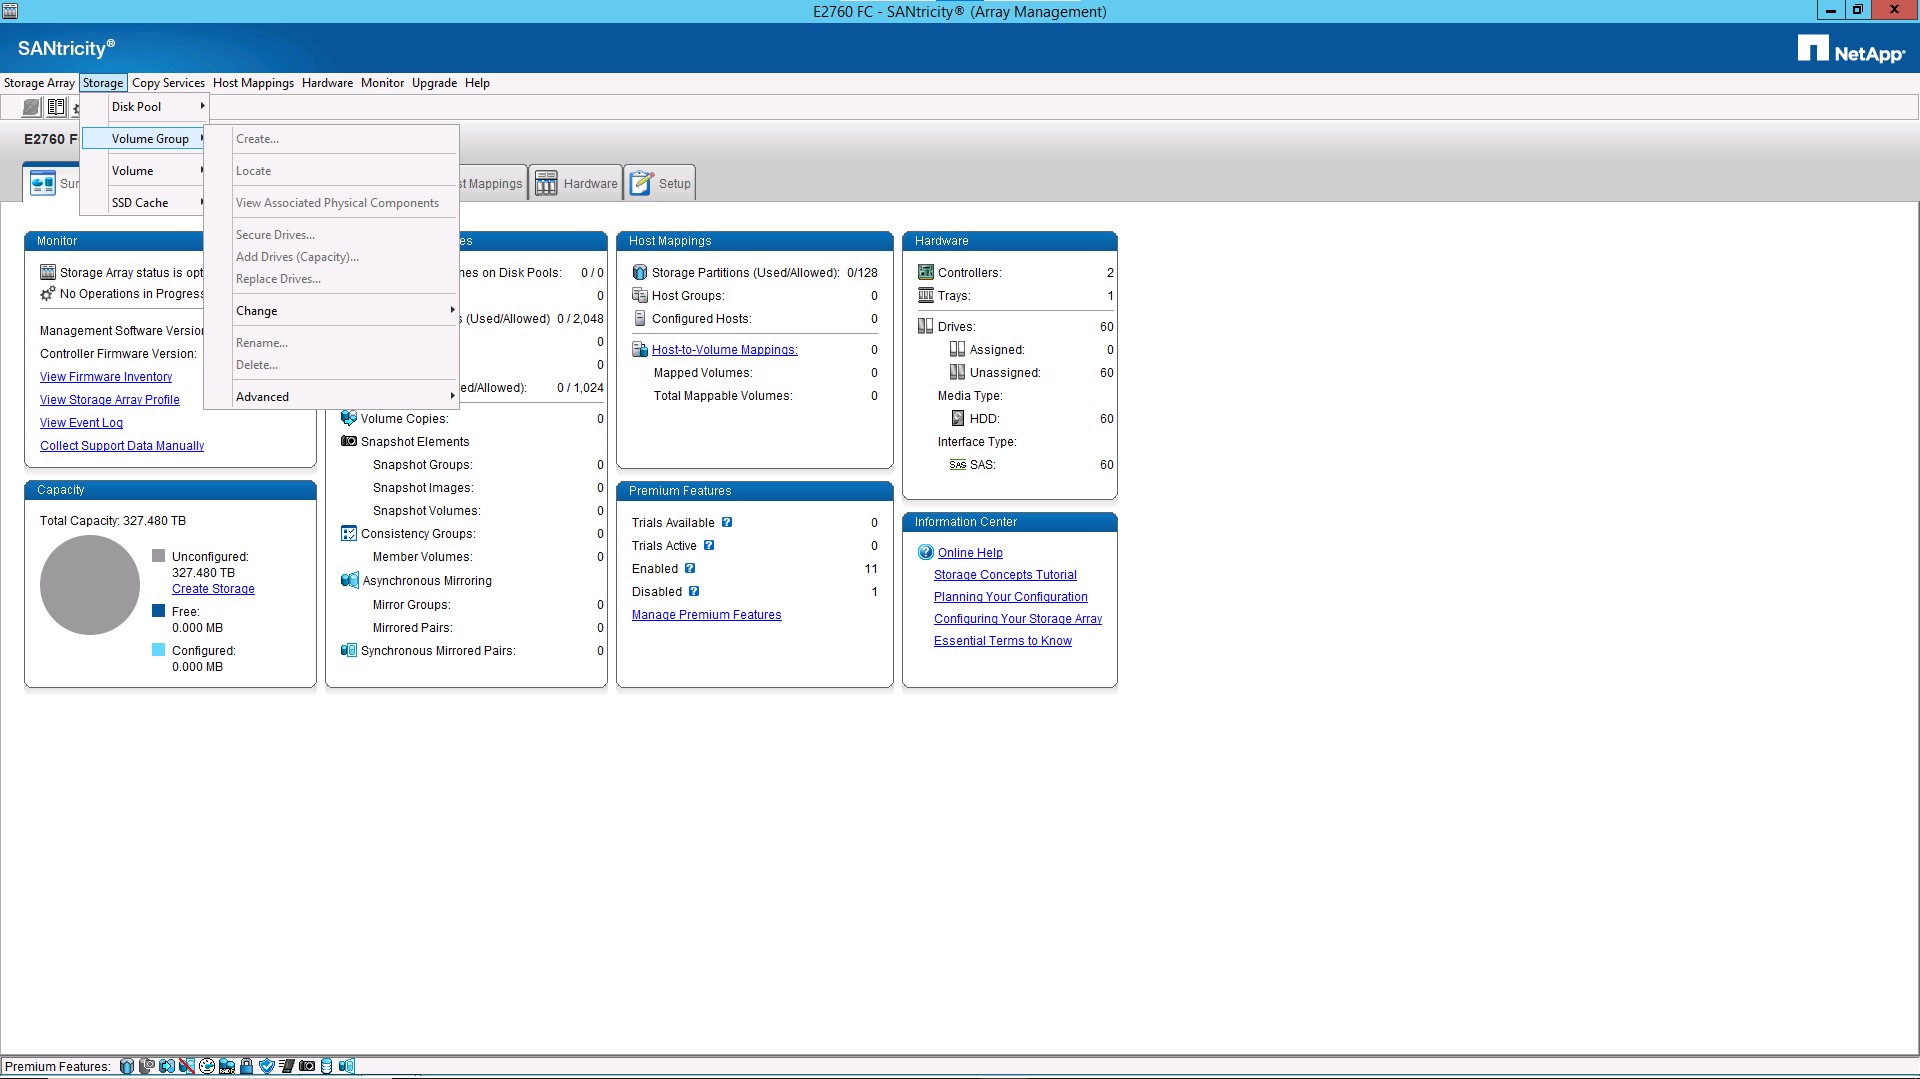 E2760 FC - SANtricity® (Array Management)
SANtricity®
NetApp®
Storage Array Storage Copy Services Host Mappings Hardware Monitor Upgrade Help
Disk Pool
Volume Group
Volume
SSD Cache
Create...
Locate
View Associated Physical Components
Secure Drives...
Add Drives (Capacity)...
Replace Drives...
Change
Rename...
Delete...
Advanced
E2760 F
Sur
st Mappings
Hardware
Setup
Monitor
Storage Array status is opt
No Operations in Progress
Management Software Versior
Controller Firmware Version:
View Firmware Inventory
View Storage Array Profile
View Event Log
Collect Support Data Manually
Capacity
Total Capacity: 327.480 TB
Unconfigured:
327.480 TB
Create Storage
Free:
0.000 MB
Configured:
0.000 MB
es
nes on Disk Pools: 0 / 0
0
s (Used/Allowed) 0 / 2,048
0
0
ed/Allowed): 0 / 1,024
Volume Copies: 0
Snapshot Elements
Snapshot Groups: 0
Snapshot Images: 0
Snapshot Volumes: 0
Consistency Groups: 0
Member Volumes: 0
Asynchronous Mirroring
Mirror Groups: 0
Mirrored Pairs: 0
Synchronous Mirrored Pairs: 0
Host Mappings
Storage Partitions (Used/Allowed): 0/128
Host Groups: 0
Configured Hosts: 0
Host-to-Volume Mappings: 0
Mapped Volumes: 0
Total Mappable Volumes: 0
Premium Features
Trials Available ? 0
Trials Active ? 0
Enabled ? 11
Disabled ? 1
Manage Premium Features
Hardware
Controllers: 2
Trays: 1
Drives: 60
Assigned: 0
Unassigned: 60
Media Type:
HDD: 60
Interface Type:
SAS SAS: 60
Information Center
? Online Help
Storage Concepts Tutorial
Planning Your Configuration
Configuring Your Storage Array
Essential Terms to Know
Premium Features: